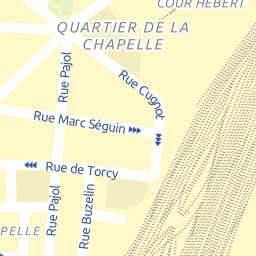 COUR HÉBERT
QUARTIER DE LA
CHAPELLE
Rue Pajol
Rue Cugnot
Rue Marc Séguin
Rue de Torcy
Rue Pajol
Rue Buzelin
APELLE